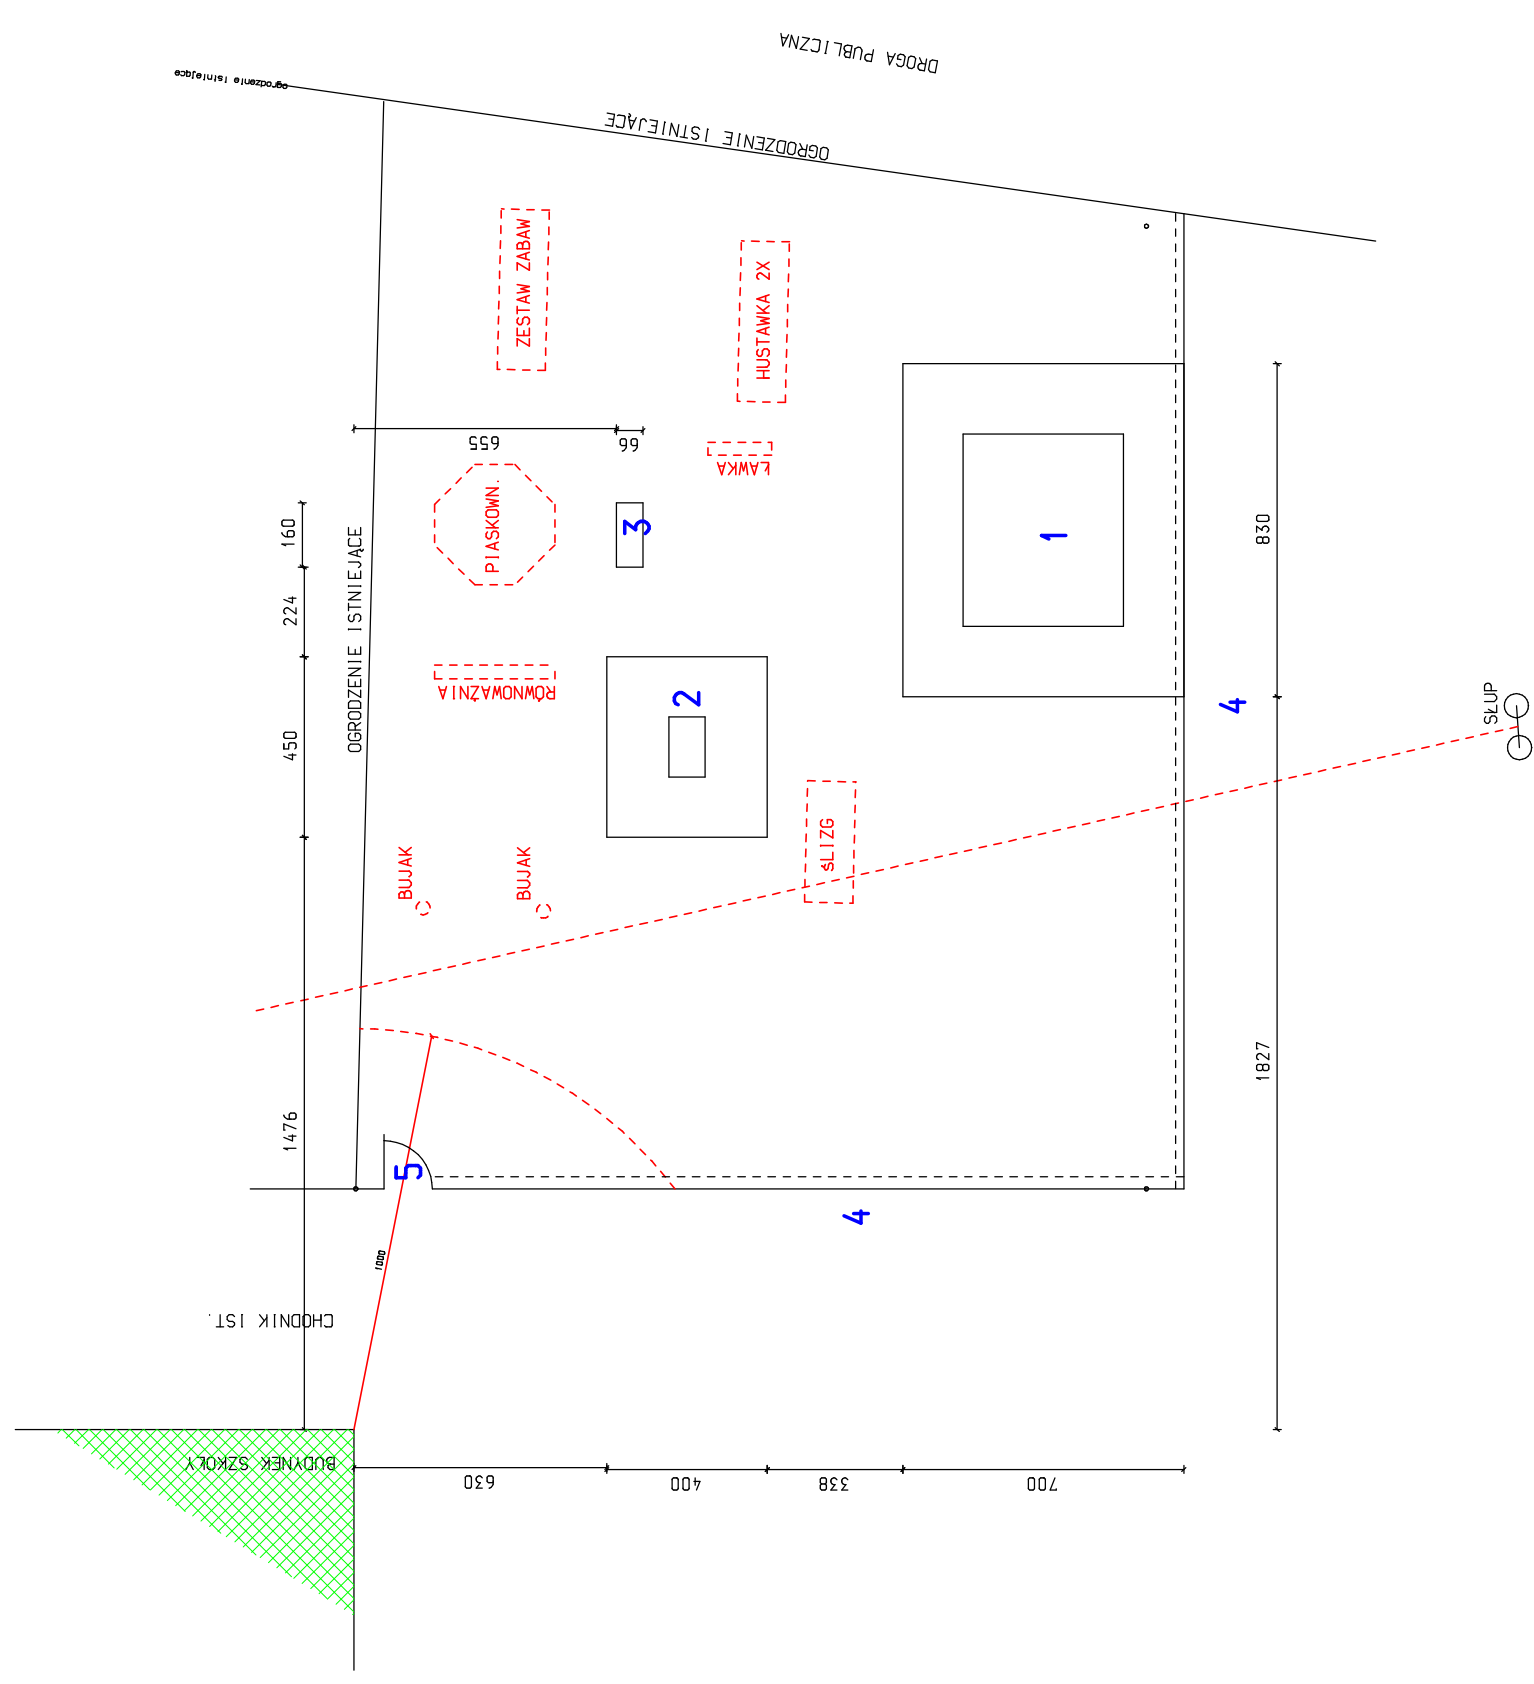 DROGA PUBLICZNA
ogrodzenie istniejące
OGRODZENIE ISTNIEJĄCE
ZESTAW ZABAW
HUSTAWKA 2X
655
66
ŁAWKA
PIASKOWN.
3
160
1
830
OGRODZENIE ISTNIEJĄCE
224
RÓWNOWAŻNIA
2
4
SŁUP
450
ŚLIZG
BUJAK
BUJAK
1827
1476
5
4
1000
CHODNIK IST.
BUDYNEK SZKOŁY
630
400
338
700